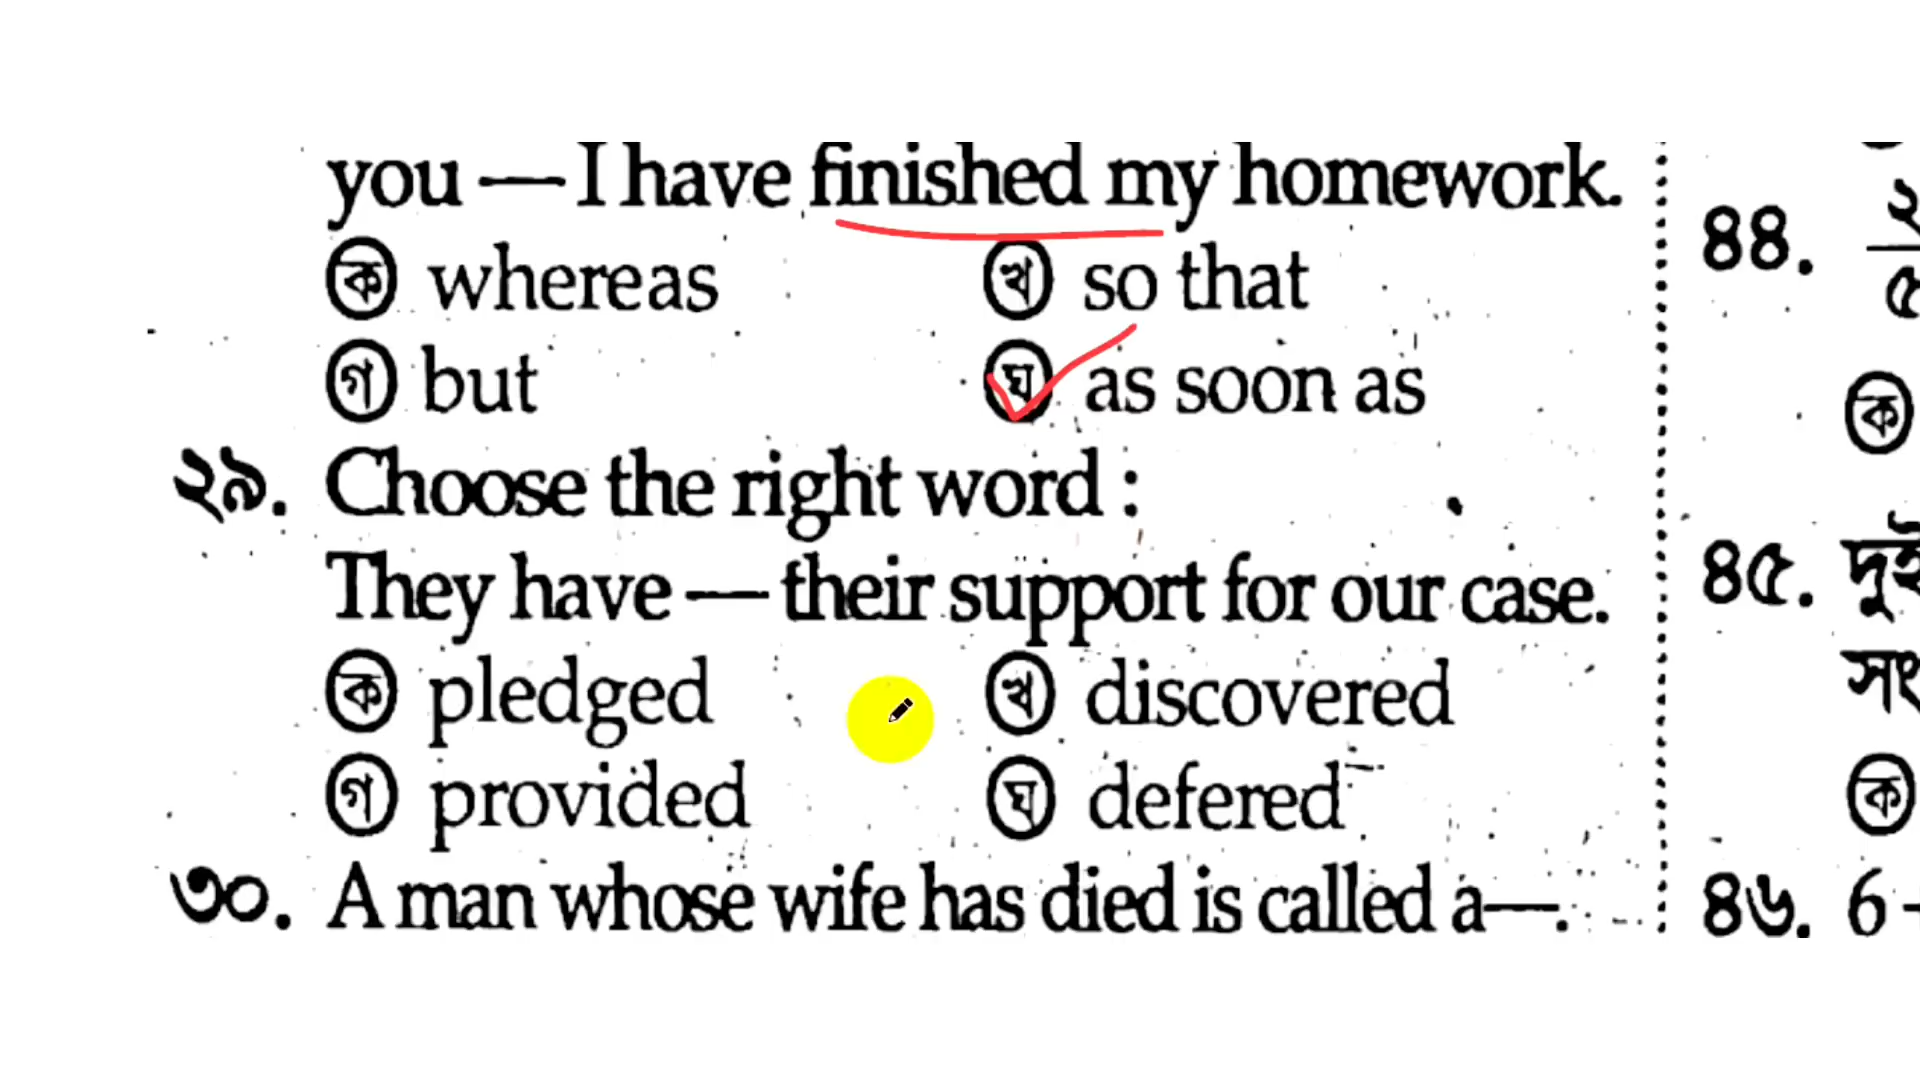 you — I have finished my homework.
ক whereas খ so that
গ but ঘ as soon as
২৯. Choose the right word :
They have — their support for our case.
ক pledged খ discovered
গ provided ঘ defered
৩০. A man whose wife has died is called a—.
৪৪. ২
৫
ক
৪৫. দুই
সং
ক
৪৬. 6 -